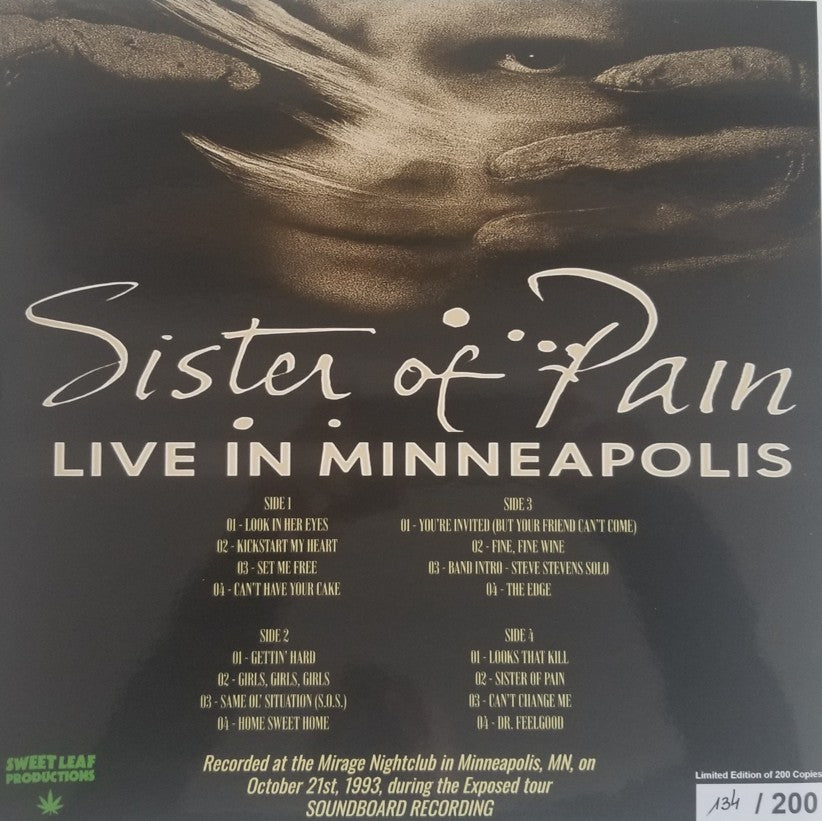 Sister of Pain
LIVE IN MINNEAPOLIS
SIDE 1
01 - LOOK IN HER EYES
02 - KICKSTART MY HEART
03 - SET ME FREE
04 - CAN'T HAVE YOUR CAKE
SIDE 2
01 - GETTIN' HARD
02 - GIRLS, GIRLS, GIRLS
03 - SAME OL' SITUATION (S.O.S.)
04 - HOME SWEET HOME
SIDE 3
01 - YOU'RE INVITED (BUT YOUR FRIEND CAN'T COME)
02 - FINE, FINE WINE
03 - BAND INTRO - STEVE STEVENS SOLO
04 - THE EDGE
SIDE 4
01 - LOOKS THAT KILL
02 - SISTER OF PAIN
03 - CAN'T CHANGE ME
04 - DR. FEELGOOD
SWEET LEAF
PRODUCTIONS
Recorded at the Mirage Nightclub in Minneapolis, MN, on
October 21st, 1993, during the Exposed tour
SOUNDBOARD RECORDING
Limited Edition of 200 Copies
134 / 200